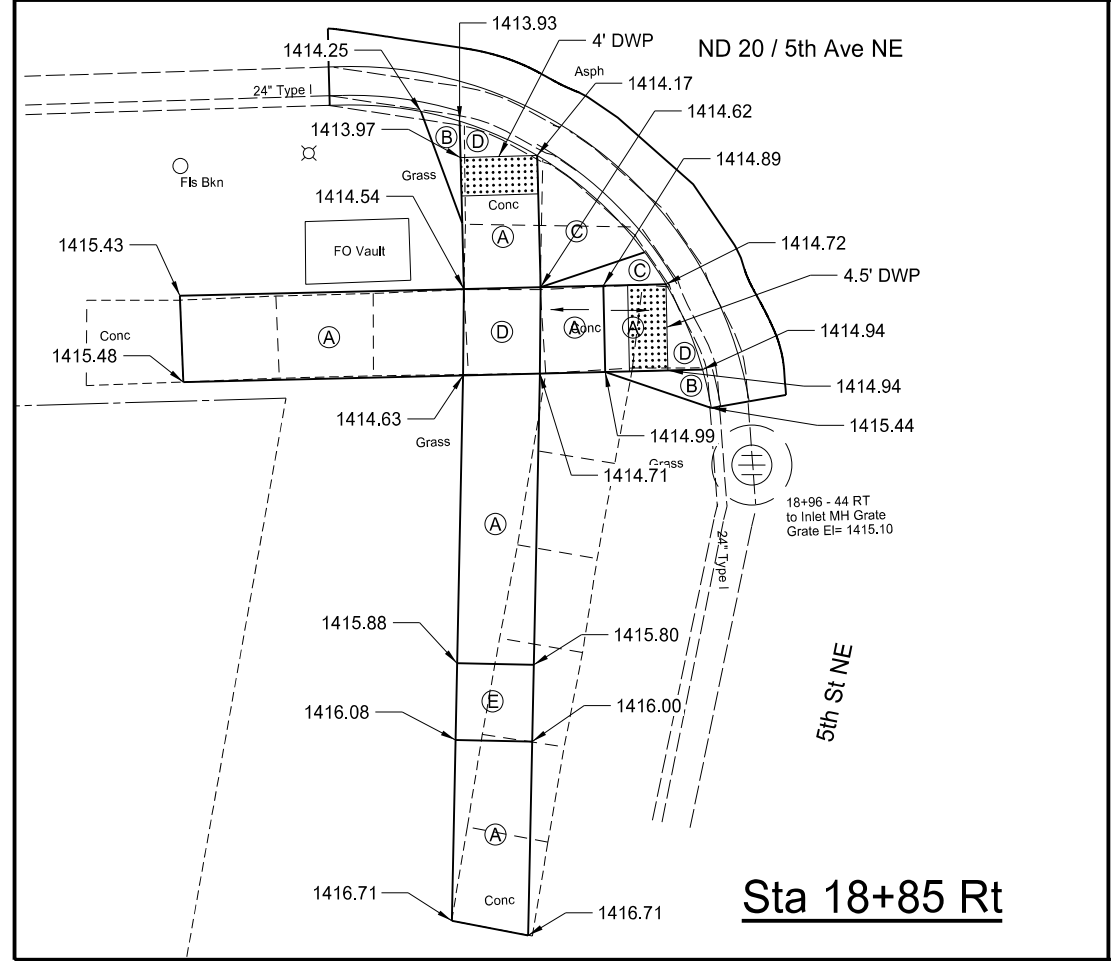 1413.93
4' DWP
ND 20 / 5th Ave NE
1414.25
Asph
1414.17
24" Type I
1414.62
1413.97
B
D
1414.89
Fls Bkn
Grass
1414.54
Conc
C
A
1415.43
FO Vault
1414.72
C
4.5' DWP
Conc
A
D
A
Conc
A
1414.94
1415.48
D
B
1414.94
1414.63
Grass
1414.99
1415.44
Grass
1414.71
18+96 - 44 RT
to Inlet MH Grate
Grate El= 1415.10
A
24" Type I
1415.88
1415.80
5th St NE
E
1416.08
1416.00
A
1416.71
Conc
1416.71
Sta 18+85 Rt